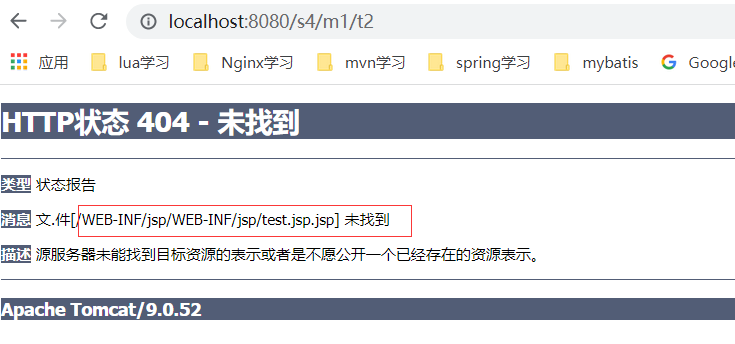 localhost:8080/s4/m1/t2
应用 lua学习 Nginx学习 mvn学习 spring学习 mybatis Google
HTTP状态 404 - 未找到
类型 状态报告
消息 文.件[/WEB-INF/jsp/WEB-INF/jsp/test.jsp.jsp] 未找到
描述 源服务器未能找到目标资源的表示或者是不愿公开一个已经存在的资源表示。
Apache Tomcat/9.0.52